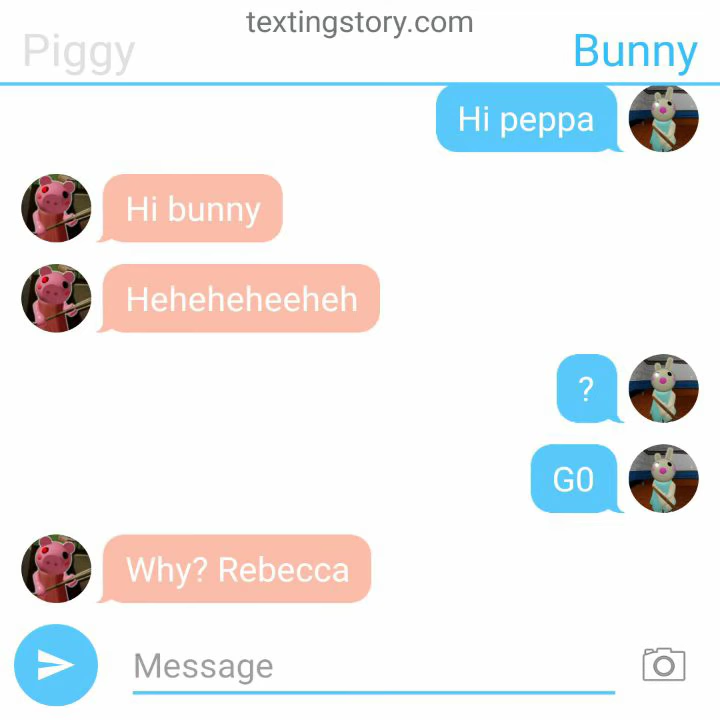 textingstory.com
Piggy
Bunny
Hi peppa
Hi bunny
Heheheheeheh
?
G0
Why? Rebecca
Message